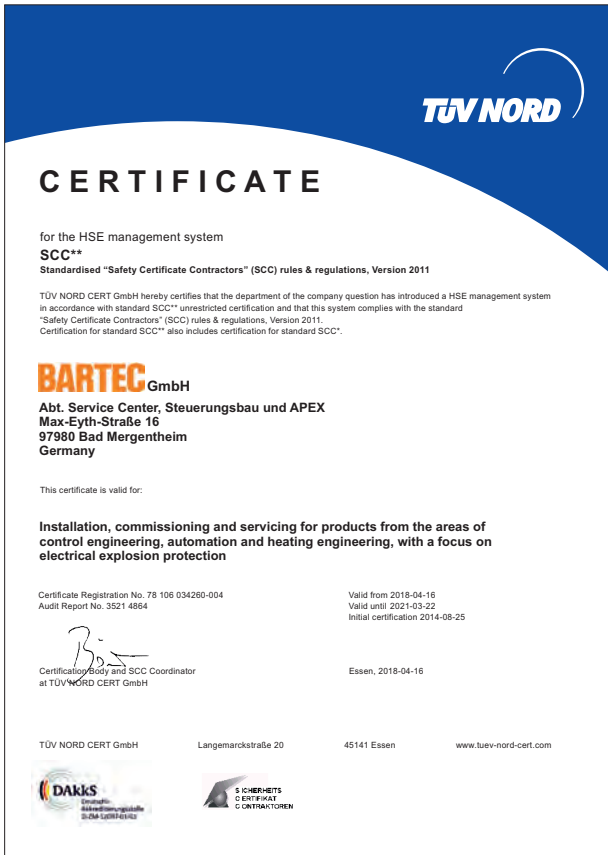 TÜV NORD
CERTIFICATE
for the HSE management system
SCC**
Standardised “Safety Certificate Contractors” (SCC) rules & regulations, Version 2011
TÜV NORD CERT GmbH hereby certifies that the department of the company question has introduced a HSE management system
in accordance with standard SCC** unrestricted certification and that this system complies with the standard
“Safety Certificate Contractors” (SCC) rules & regulations, Version 2011.
Certification for standard SCC** also includes certification for standard SCC*.
BARTEC GmbH
Abt. Service Center, Steuerungsbau und APEX
Max-Eyth-Straße 16
97980 Bad Mergentheim
Germany
This certificate is valid for:
Installation, commissioning and servicing for products from the areas of
control engineering, automation and heating engineering, with a focus on
electrical explosion protection
Certificate Registration No. 78 106 034260-004
Audit Report No. 3521 4864
Valid from 2018-04-16
Valid until 2021-03-22
Initial certification 2014-08-25
Certification Body and SCC Coordinator
at TÜV NORD CERT GmbH
Essen, 2018-04-16
TÜV NORD CERT GmbH Langemarckstraße 20 45141 Essen www.tuev-nord-cert.com
DAkkS
Deutsche
Akkreditierungsstelle
SICHERHEITS
CERTIFIKAT
CONTRAKTOREN